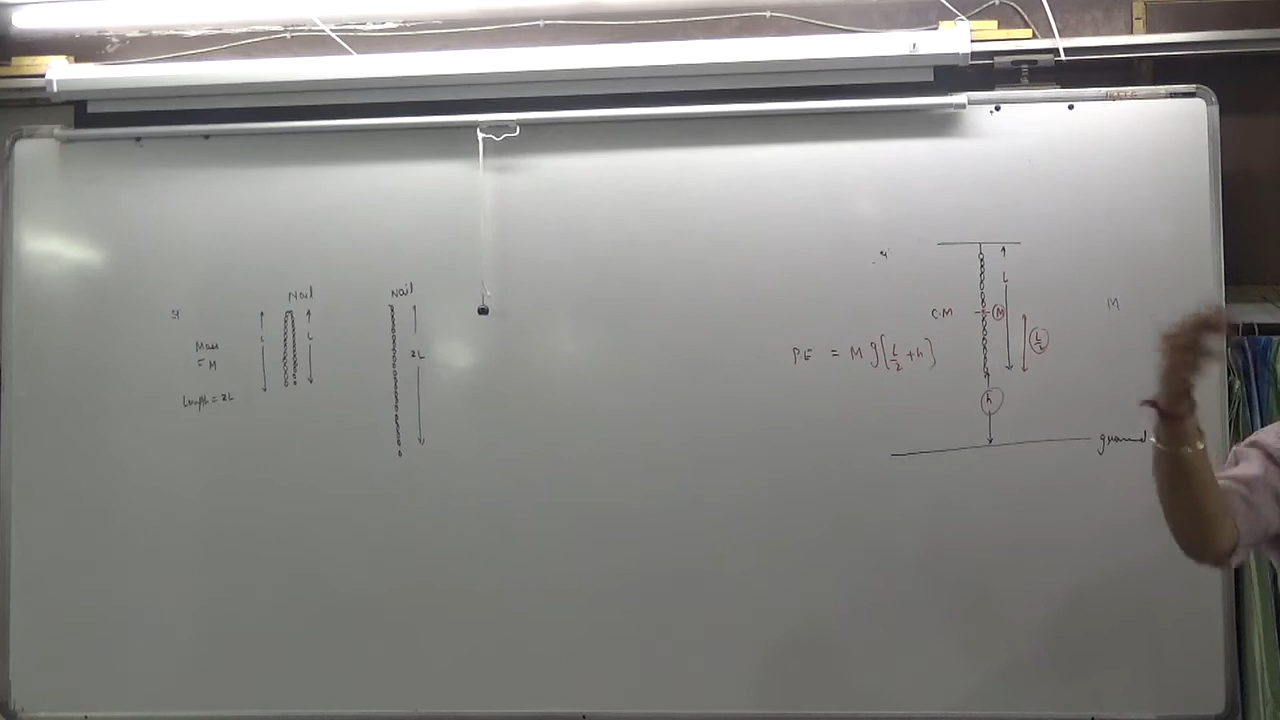 Nail
Mass
= M
Length = 2L
L
L
Nail
2L
L
C.M
M
L/2
P.E = M g [L/2 + h]
h
ground
M